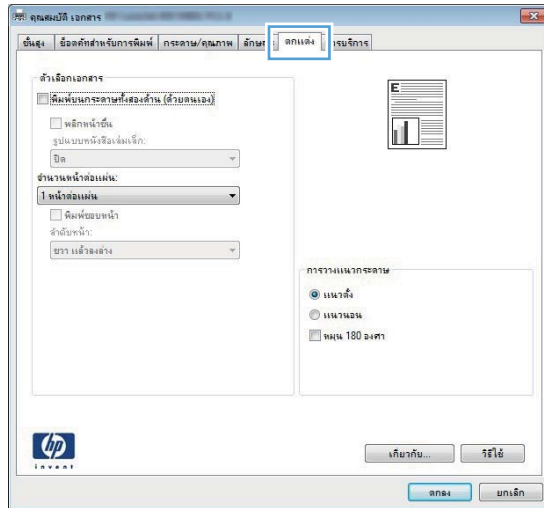 คุณสมบัติ เอกสาร
ขั้นสูง
ช็อตคัทสำหรับการพิมพ์
กระดาษ/คุณภาพ
ตกแต่ง
ตัวเลือกเอกสาร
พิมพ์บนกระดาษทั้งสองด้าน (ด้วยตนเอง)
พลิกหน้าขึ้น
รูปแบบหนังสือเล่มเล็ก:
ปิด
จำนวนหน้าต่อแผ่น:
1 หน้าต่อแผ่น
พิมพ์ขอบหน้า
ลำดับหน้า:
ขวา แล้วลงล่าง
E
การวางแนวกระดาษ
แนวตั้ง
แนวนอน
หมุน 180 องศา
hp
invent
เกี่ยวกับ...
วิธีใช้
ตกลง
ยกเลิก